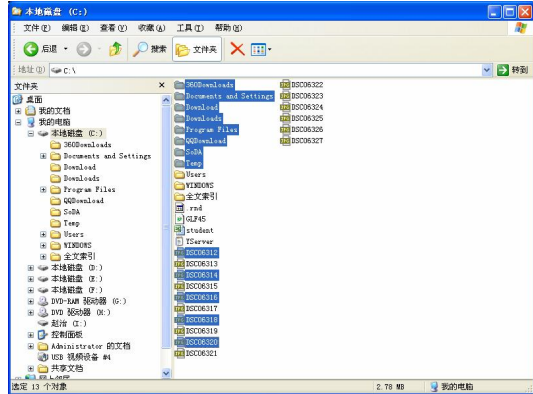 本地磁盘 (C:)
文件(F) 编辑(E) 查看(V) 收藏(A) 工具(T) 帮助(H)
后退 搜索 文件夹
地址(D) C:\ 转到
文件夹
桌面
我的文档
我的电脑
本地磁盘 (C:)
360Downloads
Documents and Settings
Download
Downloads
Program Files
QQDownload
SoDA
Temp
Users
WINDOWS
全文索引
本地磁盘 (D:)
本地磁盘 (E:)
本地磁盘 (F:)
DVD-RAM 驱动器 (G:)
DVD 驱动器 (H:)
赵治 (I:)
控制面板
Administrator 的文档
USB 视频设备 #4
共享文档
360Downloads
Documents and Settings
Download
Downloads
Program Files
QQDownload
SoDA
Temp
Users
WINDOWS
全文索引
.rnd
GLF45
student
TServer
DSC06312
DSC06313
DSC06314
DSC06315
DSC06316
DSC06317
DSC06318
DSC06319
DSC06320
DSC06321
DSC06322
DSC06323
DSC06324
DSC06325
DSC06326
DSC06327
选定 13 个对象 2.78 MB 我的电脑